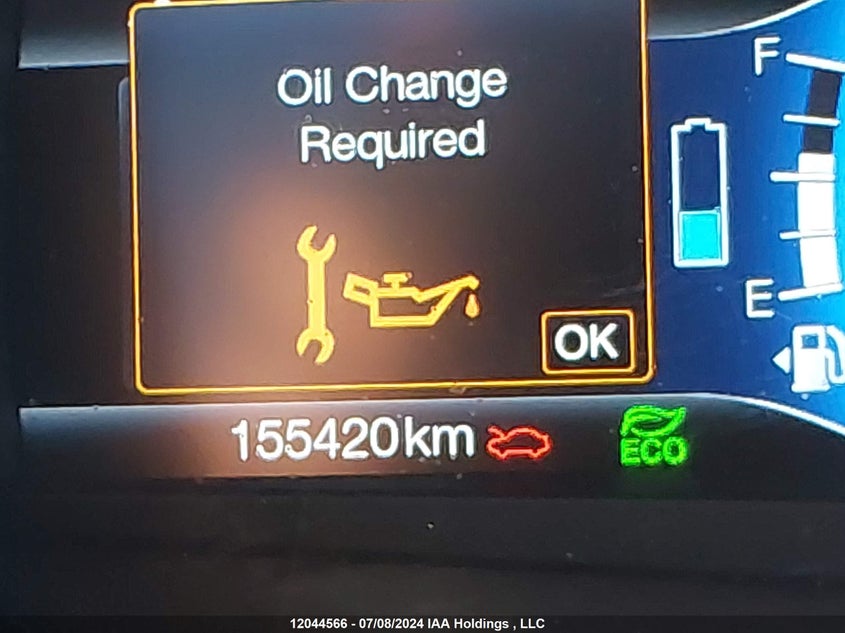 Oil Change
Required
OK
F
E
155420km
ECO
12044566 - 07/08/2024 IAA Holdings , LLC